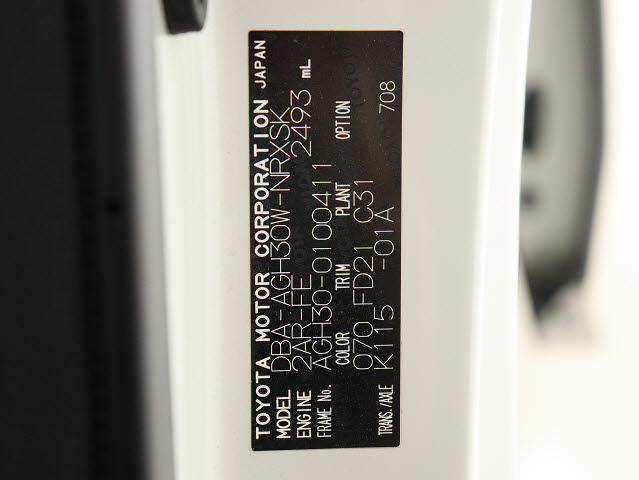 TOYOTA MOTOR CORPORATION JAPAN
MODEL DBA-AGH30W-NRXSK
ENGINE 2AR-FE 2493 mL
FRAME No. AGH30-0100411
COLOR TRIM PLANT OPTION
070 FD21 C31 708
TRANS./AXLE K115 -01A